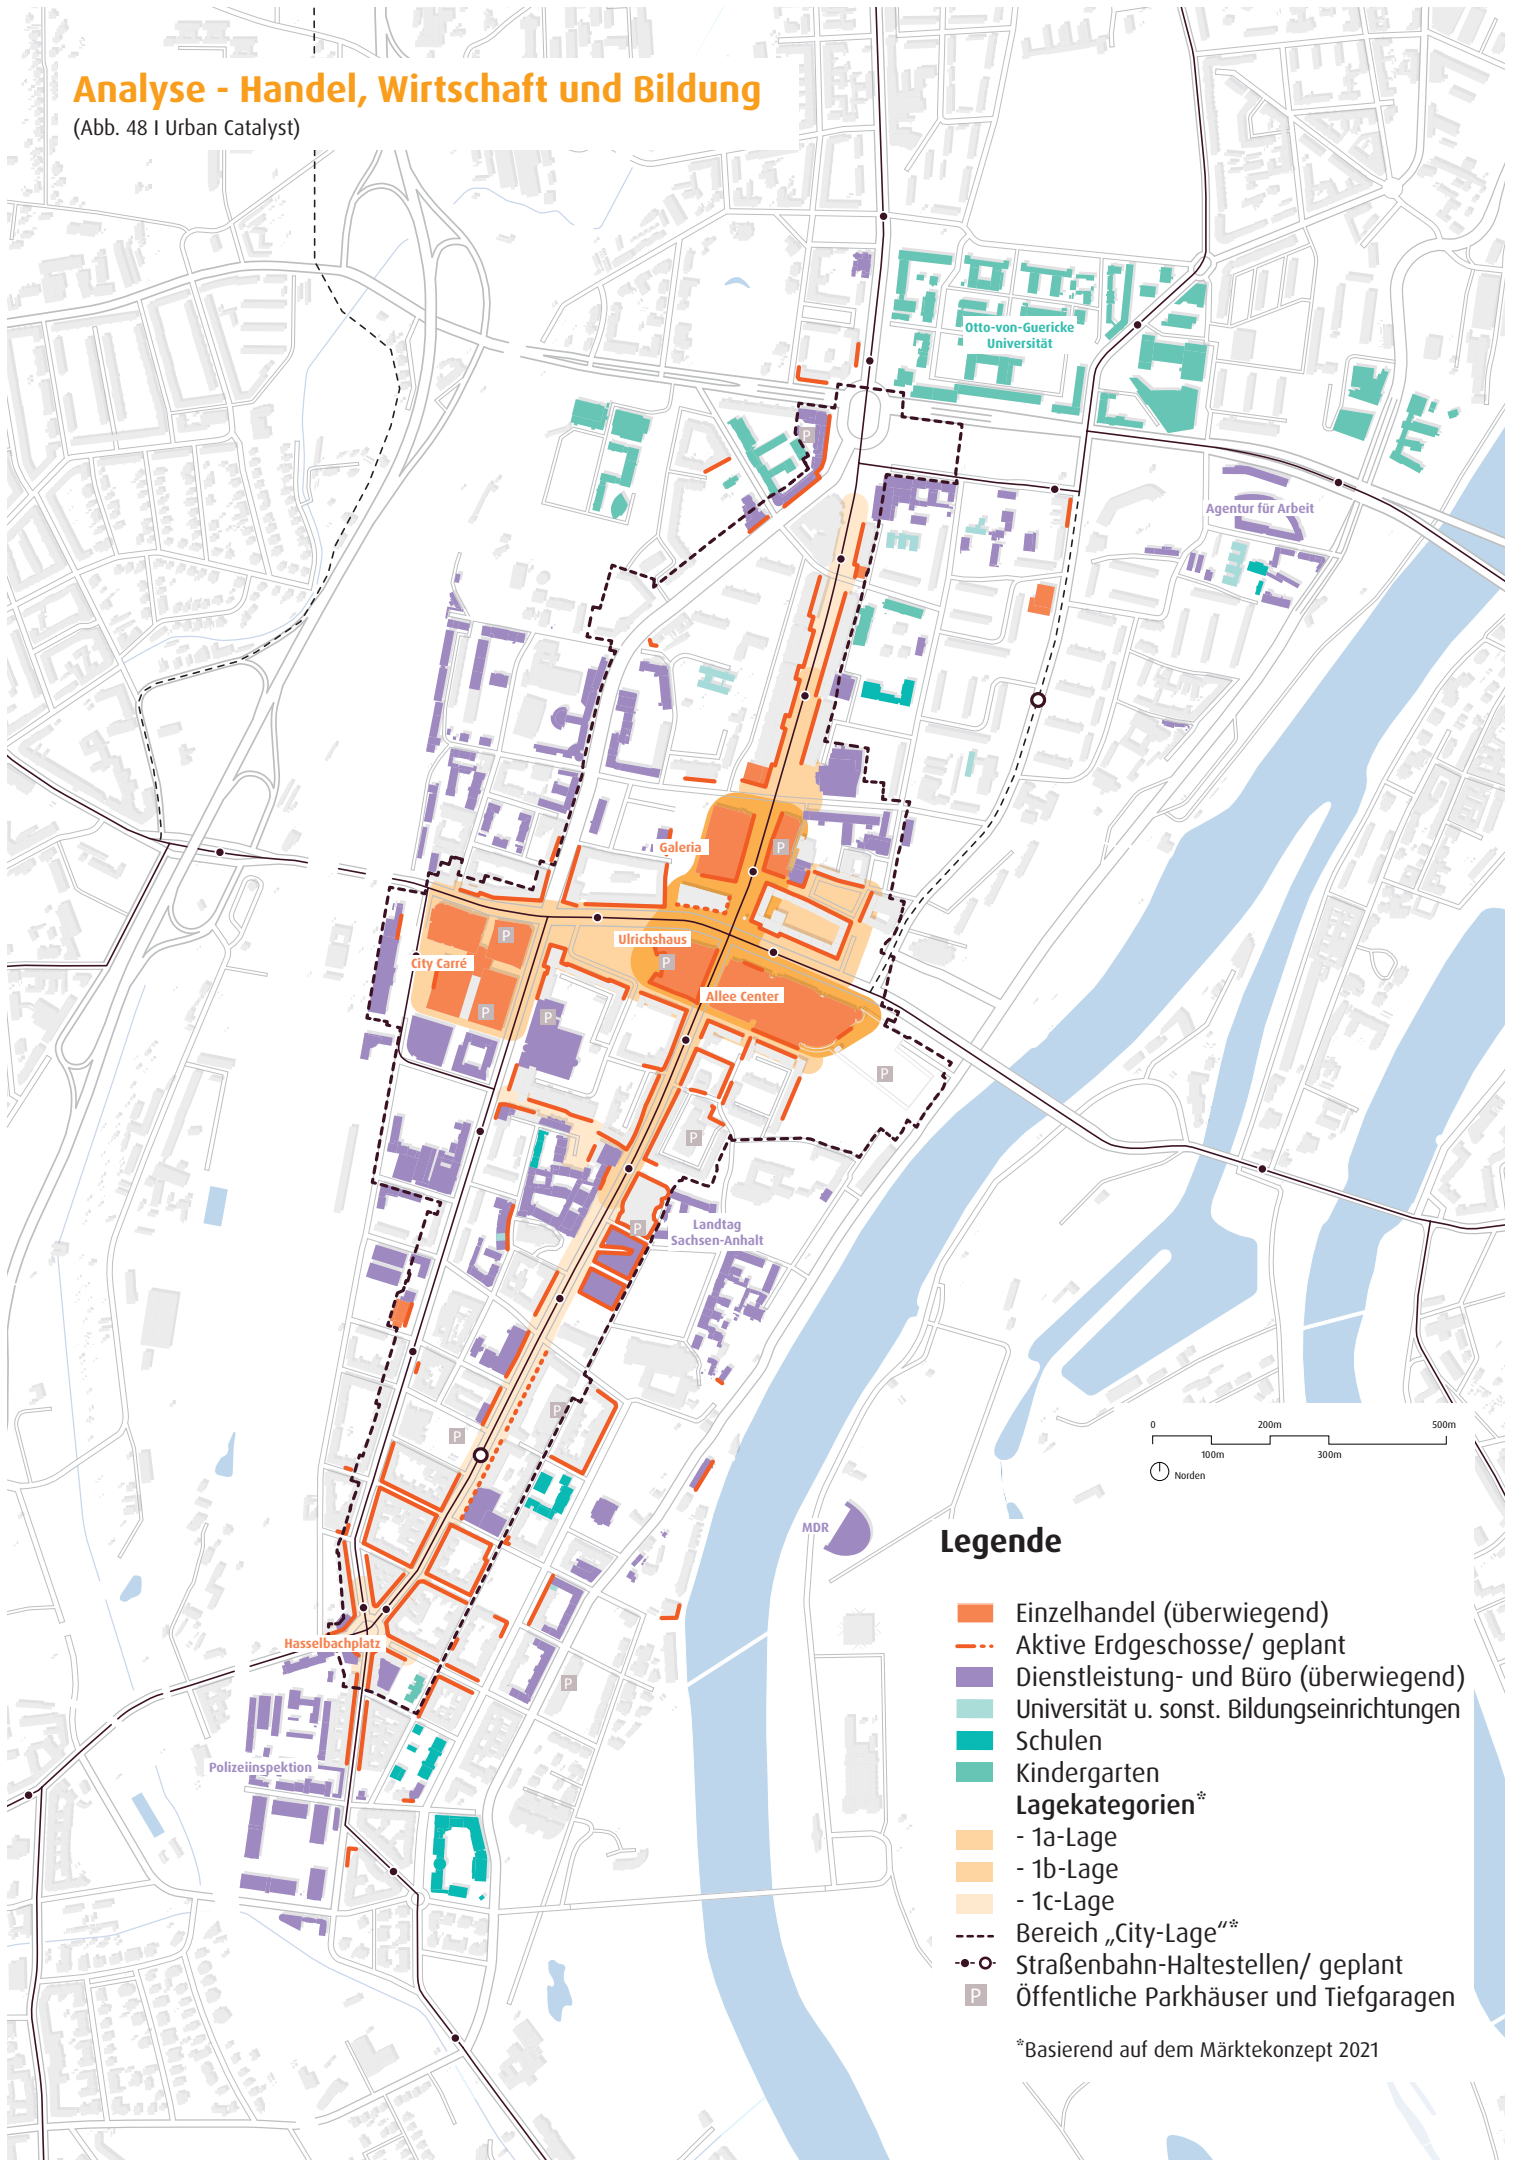 Analyse - Handel, Wirtschaft und Bildung
(Abb. 48 I Urban Catalyst)
Otto-von-Guericke
Universität
P
Agentur für Arbeit
Galeria
P
P
Ulrichshaus
City Carré
P
Allee Center
P
P
P
P
P
Landtag
Sachsen-Anhalt
P
P
0
200m
500m
100m
300m
Norden
MDR
Hasselbachplatz
P
Polizeiinspektion
Legende
Einzelhandel (überwiegend)
Aktive Erdgeschosse/ geplant
Dienstleistung- und Büro (überwiegend)
Universität u. sonst. Bildungseinrichtungen
Schulen
Kindergarten
Lagekategorien*
- 1a-Lage
- 1b-Lage
- 1c-Lage
Bereich „City-Lage“*
Straßenbahn-Haltestellen/ geplant
P Öffentliche Parkhäuser und Tiefgaragen
*Basierend auf dem Märktekonzept 2021